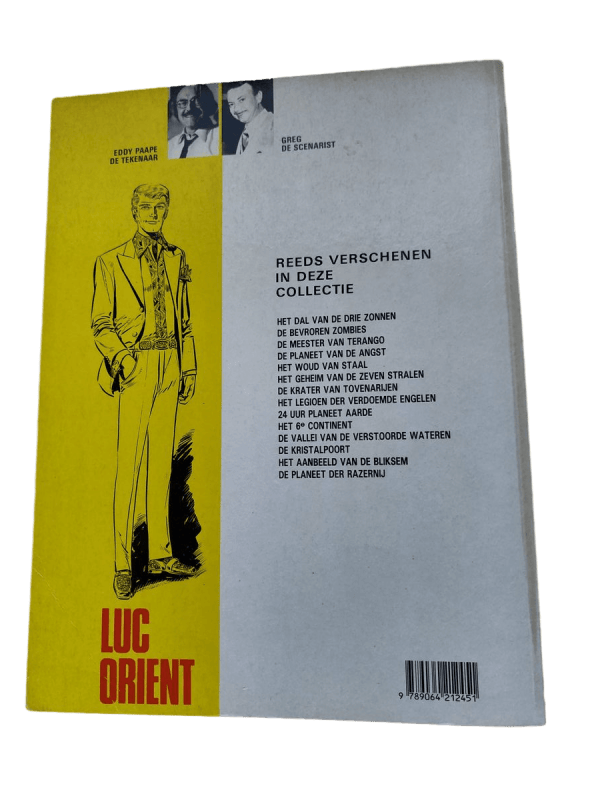 EDDY PAAPE
DE TEKENAAR
GREG
DE SCENARIST
REEDS VERSCHENEN
IN DEZE
COLLECTIE
HET DAL VAN DE DRIE ZONNEN
DE BEVROREN ZOMBIES
DE MEESTER VAN TERANGO
DE PLANEET VAN DE ANGST
HET WOUD VAN STAAL
HET GEHEIM VAN DE ZEVEN STRALEN
DE KRATER VAN TOVENARIJEN
HET LEGIOEN DER VERDOEMDE ENGELEN
24 UUR PLANEET AARDE
HET 6e CONTINENT
DE VALLEI VAN DE VERSTOORDE WATEREN
DE KRISTALPOORT
HET AANBEELD VAN DE BLIKSEM
DE PLANEET DER RAZERNIJ
LUC
ORIENT
9 789064 212451